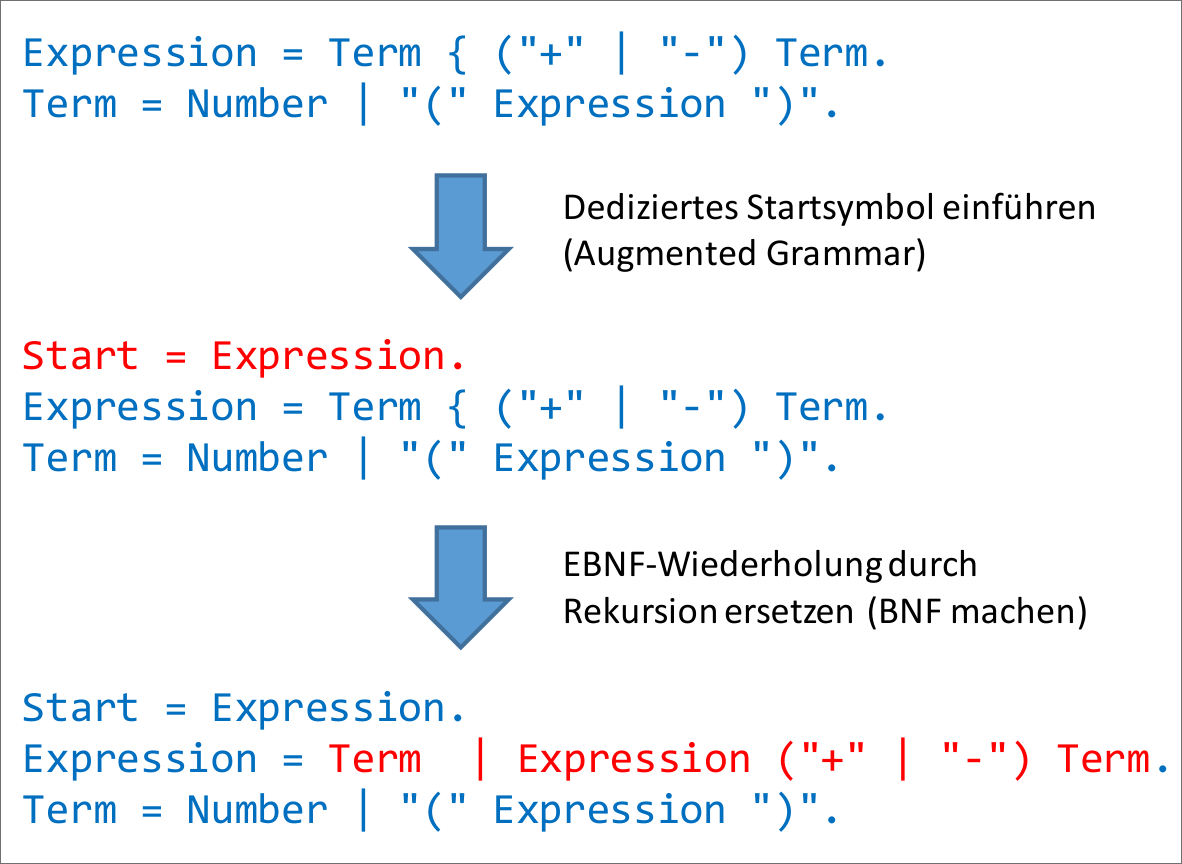 Expression = Term { ("+" | "-") Term.
Term = Number | "(" Expression ")".
Dediziertes Startsymbol einführen
(Augmented Grammar)
Start = Expression.
Expression = Term { ("+" | "-") Term.
Term = Number | "(" Expression ")".
EBNF-Wiederholung durch
Rekursion ersetzen (BNF machen)
Start = Expression.
Expression = Term | Expression ("+" | "-") Term.
Term = Number | "(" Expression ")".